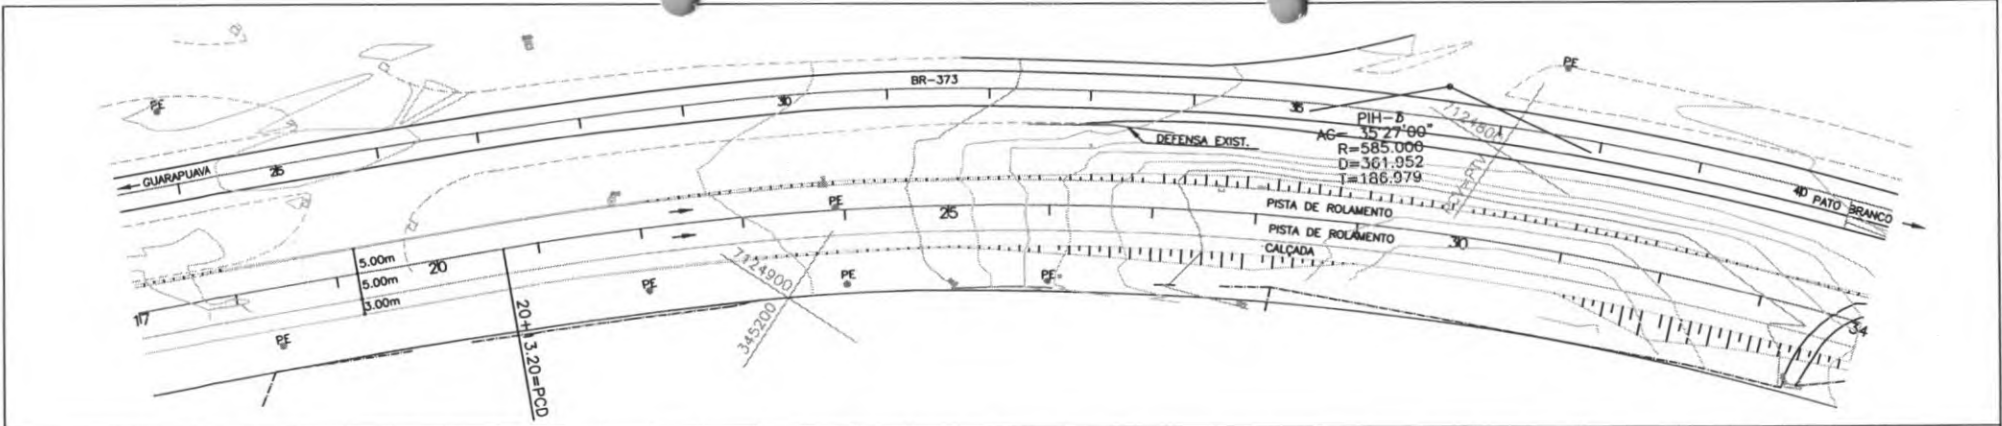 PE
BR-373
30
35
PE
PIH-
AC= 35°27'00"
R=585.000
D=361.952
T=186.979
7124800
DEFENSA EXIST.
GUARAPUAVA
PE
25
PISTA DE ROLAMENTO
PISTA DE ROLAMENTO
CALÇADA
30
40
PATO BRANCO
5.00m
5.00m
3.00m
20
17
PE
PE
PE
PE
7124900
345200
20+13.20=PCD
34